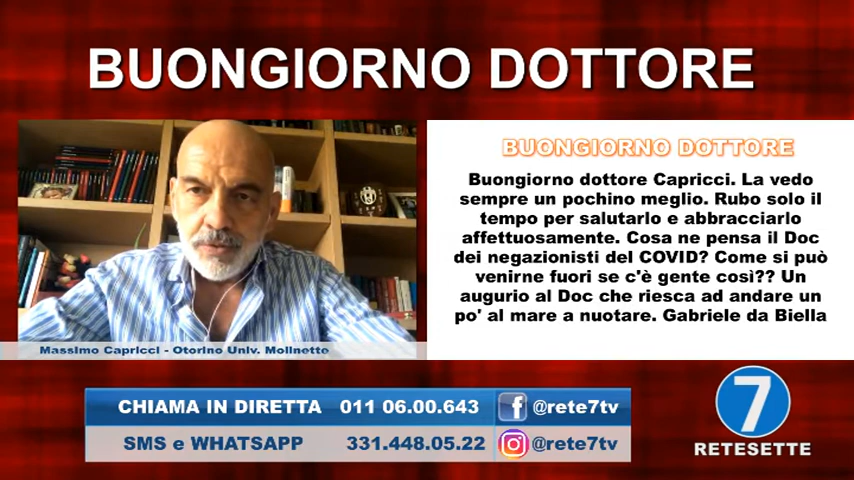 BUONGIORNO DOTTORE
BUONGIORNO DOTTORE
Buongiorno dottore Capricci. La vedo
sempre un pochino meglio. Rubo solo il
tempo per salutarlo e abbracciarlo
affettuosamente. Cosa ne pensa il Doc
dei negazionisti del COVID? Come si può
venirne fuori se c'è gente così?? Un
augurio al Doc che riesca ad andare un
po' al mare a nuotare. Gabriele da Biella
Massimo Capricci - Otorino Univ. Molinette
CHIAMA IN DIRETTA 011 06.00.643 f @rete7tv
SMS e WHATSAPP 331.448.05.22 @rete7tv
7
RETESETTE